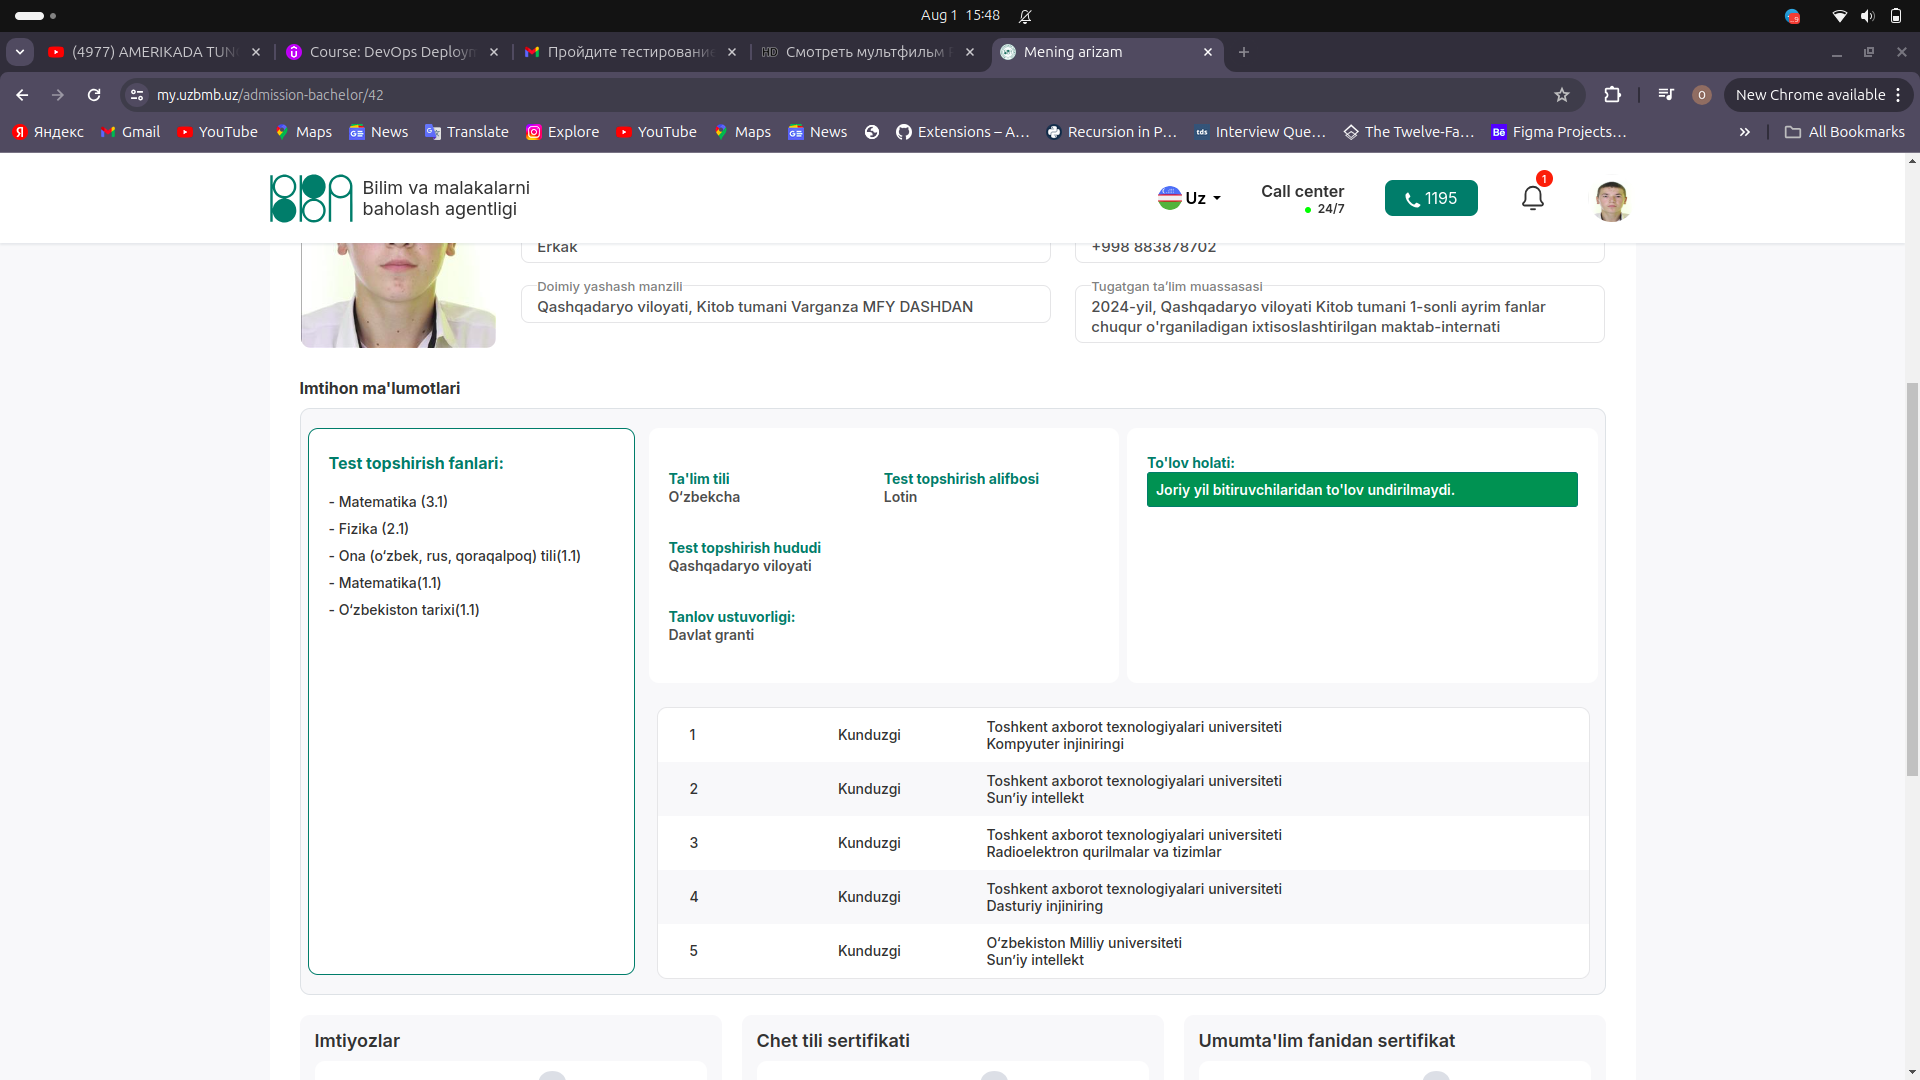 Aug 1 15:48
(4977) AMERIKADA TUN
Course: DevOps Deploym
Пройдите тестирование
Смотреть мультфильм
Mening arizam
my.uzbmb.uz/admission-bachelor/42
O
New Chrome available
Яндекс
Gmail
YouTube
Maps
News
Translate
Explore
YouTube
Maps
News
Extensions – A…
Recursion in P…
tds
Interview Que…
The Twelve-Fa…
Bē
Figma Projects…
All Bookmarks
Bilim va malakalarni
baholash agentligi
Uz
Call center
24/7
1195
1
Erkak
+998 883878702
Doimiy yashash manzili
Qashqadaryo viloyati, Kitob tumani Varganza MFY DASHDAN
Tugatgan ta’lim muassasasi
2024-yil, Qashqadaryo viloyati Kitob tumani 1-sonli ayrim fanlar
chuqur o'rganiladigan ixtisoslashtirilgan maktab-internati
Imtihon ma'lumotlari
Test topshirish fanlari:
- Matematika (3.1)
- Fizika (2.1)
- Ona (o‘zbek, rus, qoraqalpoq) tili(1.1)
- Matematika(1.1)
- O‘zbekiston tarixi(1.1)
Ta'lim tili
O‘zbekcha
Test topshirish alifbosi
Lotin
Test topshirish hududi
Qashqadaryo viloyati
Tanlov ustuvorligi:
Davlat granti
To'lov holati:
Joriy yil bitiruvchilaridan to'lov undirilmaydi.
1
Kunduzgi
Toshkent axborot texnologiyalari universiteti
Kompyuter injiniringi
2
Kunduzgi
Toshkent axborot texnologiyalari universiteti
Sun’iy intellekt
3
Kunduzgi
Toshkent axborot texnologiyalari universiteti
Radioelektron qurilmalar va tizimlar
4
Kunduzgi
Toshkent axborot texnologiyalari universiteti
Dasturiy injiniring
5
Kunduzgi
O‘zbekiston Milliy universiteti
Sun’iy intellekt
Imtiyozlar
Chet tili sertifikati
Umumta'lim fanidan sertifikat